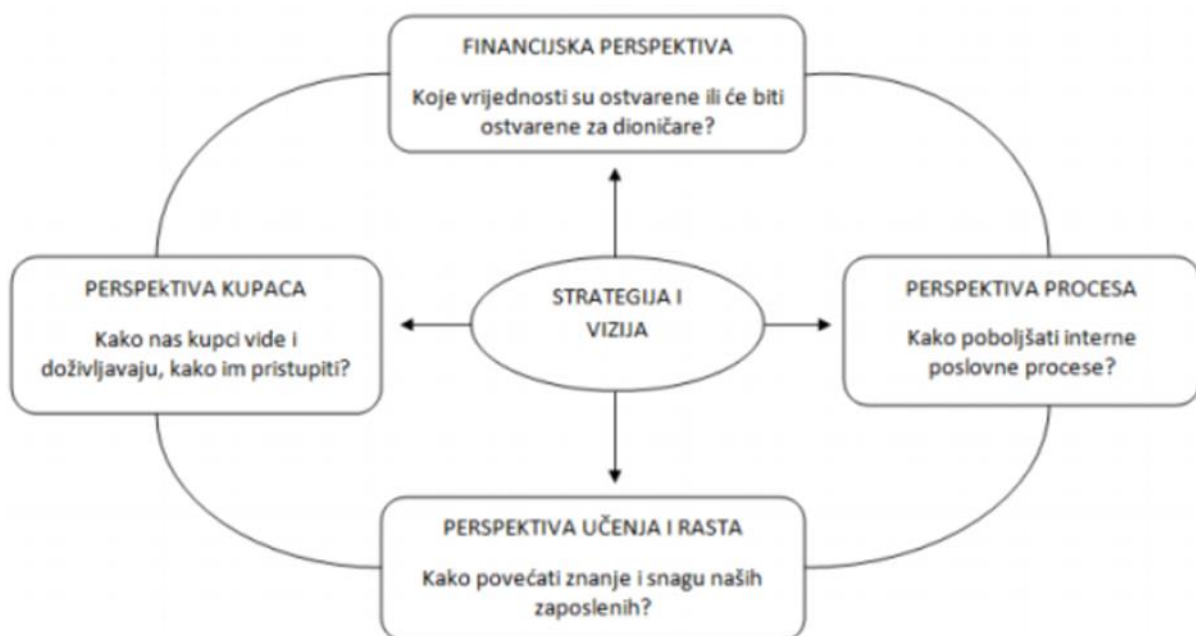 FINANCIJSKA PERSPEKTIVA
Koje vrijednosti su ostvarene ili će biti
ostvarene za dioničare?
PERSPEkTIVA KUPACA
Kako nas kupci vide i
doživljavaju, kako im pristupiti?
STRATEGIJA I
VIZIJA
PERSPEKTIVA PROCESA
Kako poboljšati interne
poslovne procese?
PERSPEKTIVA UČENJA I RASTA
Kako povećati znanje i snagu naših
zaposlenih?